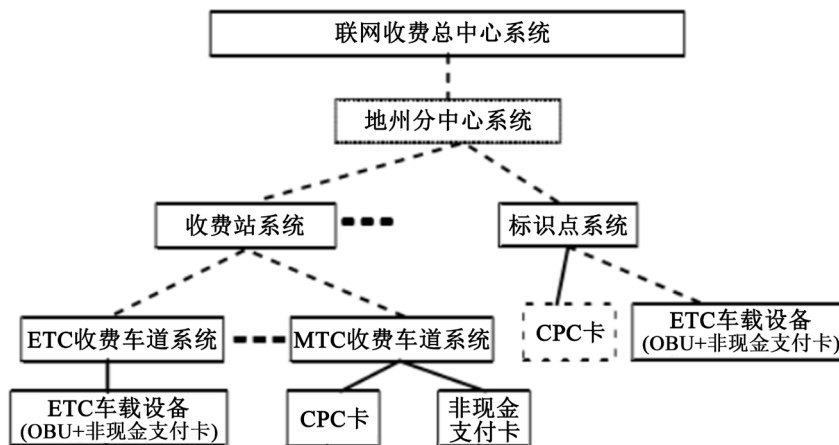 联网收费总中心系统
地州分中心系统
收费站系统
标识点系统
ETC收费车道系统
MTC收费车道系统
CPC卡
ETC车载设备
(OBU+非现金支付卡)
ETC车载设备
(OBU+非现金支付卡)
CPC卡
非现金
支付卡